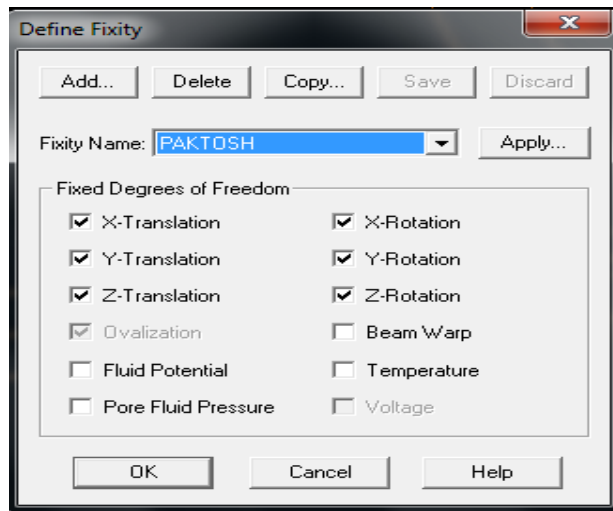 Define Fixity
Add... Delete Copy... Save Discard
Fixity Name: PAKTOSH Apply...
Fixed Degrees of Freedom
X-Translation X-Rotation
Y-Translation Y-Rotation
Z-Translation Z-Rotation
Ovalization Beam Warp
Fluid Potential Temperature
Pore Fluid Pressure Voltage
OK Cancel Help